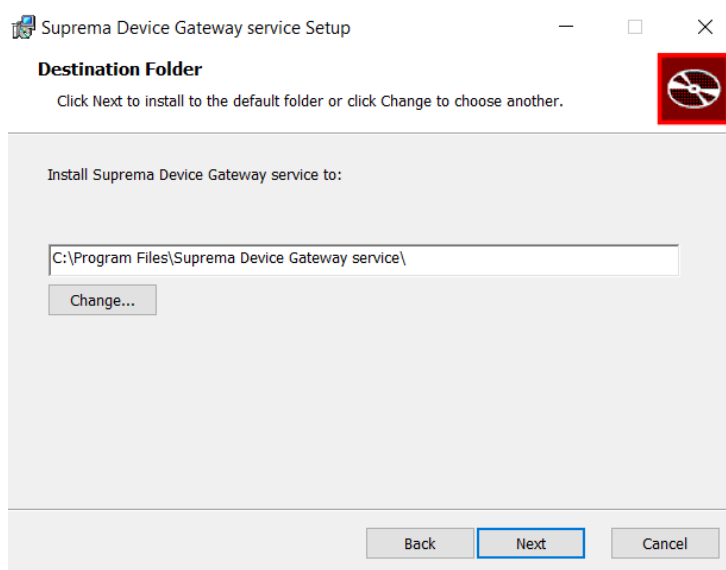 Suprema Device Gateway service Setup
Destination Folder
Click Next to install to the default folder or click Change to choose another.
Install Suprema Device Gateway service to:
C:\Program Files\Suprema Device Gateway service\
Change...
Back
Next
Cancel